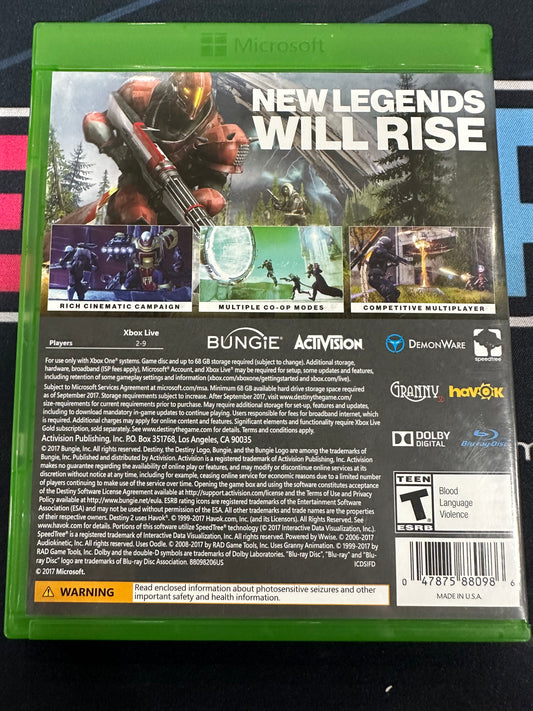 Microsoft
NEW LEGENDS
WILL RISE
RICH CINEMATIC CAMPAIGN
MULTIPLE CO-OP MODES
COMPETITIVE MULTIPLAYER
Xbox Live
Players 2-9
BUNGiE ACTIVISION DEMONWARE speedtree
GRANNY havok
DOLBY DIGITAL Blu-ray Disc
For use only with Xbox One® systems. Game disc and up to 68 GB storage required (subject to change). Additional storage,
hardware, broadband (ISP fees apply), Microsoft® Account, and Xbox Live® may be required for setup, some updates and features,
including retention of some gameplay settings and information (xbox.com/xboxone/gettingstarted and xbox.com/live).
Subject to Microsoft Services Agreement at microsoft.com/msa. Minimum 68 GB available hard drive storage space required
as of September 2017. Storage requirements subject to change. After September 2017, visit www.destinythegame.com/
size-requirements for current requirements prior to purchase. May require additional storage for set-up, features and updates,
including to download mandatory in-game updates to continue playing. Users responsible for fees for broadband internet, which
is required. Additional charges may apply for online content and features. Significant elements and functionality require Xbox Live
Gold subscription, sold separately. See www.destinythegame.com for details. Terms and conditions apply.
Activision Publishing, Inc. P.O. Box 351768, Los Angeles, CA 90035
© 2017 Bungie, Inc. All rights reserved. Destiny, the Destiny Logo, Bungie, and the Bungie Logo are among the trademarks of
Bungie, Inc. Published and distributed by Activision. Activision is a registered trademark of Activision Publishing, Inc. Activision
makes no guarantee regarding the availability of online play or features, and may modify or discontinue online services at its
discretion without notice at any time, including for example, ceasing online service for economic reasons due to a limited number
of players continuing to make use of the service over time. Opening the game box and using the software constitutes acceptance
of the Destiny Software License Agreement available at http://support.activision.com/license and the Terms of Use and Privacy
Policy available at http://www.bungie.net/eula. ESRB rating icons are registered trademarks of the Entertainment Software
Association (ESA) and may not be used without permission of the ESA. All other trademarks and trade names are the properties
of their respective owners. Destiny 2 uses Havok®. © 1999-2017 Havok.com, Inc. (and its Licensors). All Rights Reserved. See
www.havok.com for details. Portions of this software utilize SpeedTree® technology (© 2017 Interactive Data Visualization, Inc.).
SpeedTree® is a registered trademark of Interactive Data Visualization, Inc. All rights reserved. Powered by Wwise. © 2006-2017
Audiokinetic, Inc. All rights reserved. Uses Oodle. © 2008-2017 by RAD Game Tools, Inc. Uses Granny Animation. © 1999-2017 by
RAD Game Tools, Inc. Dolby and the double-D symbols are trademarks of Dolby Laboratories. "Blu-ray Disc", "Blu-ray" and "Blu-
ray Disc" logo are trademarks of Blu-ray Disc Association. 88098206US ICDSIFD
© 2017 Microsoft.
TEEN
T
ESRB
Blood
Language
Violence
0 47875 88098 6
MADE IN U.S.A.
WARNING Read enclosed information about photosensitive seizures and other
important safety and health information.